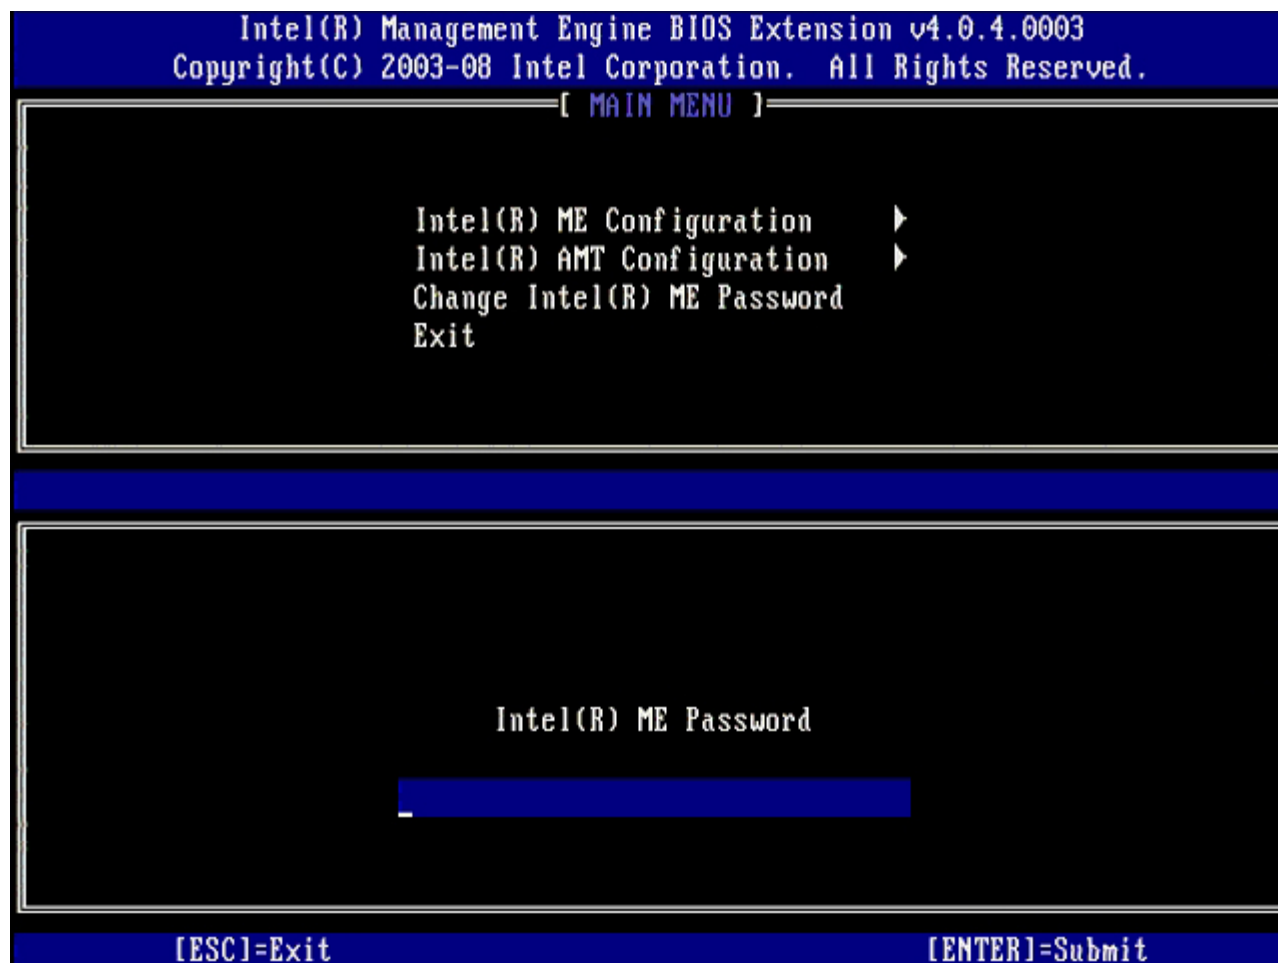 Intel(R) Management Engine BIOS Extension v4.0.4.0003
Copyright(C) 2003-08 Intel Corporation. All Rights Reserved.
[ MAIN MENU ]
Intel(R) ME Configuration
Intel(R) AMT Configuration
Change Intel(R) ME Password
Exit
Intel(R) ME Password
[ESC]=Exit [ENTER]=Submit